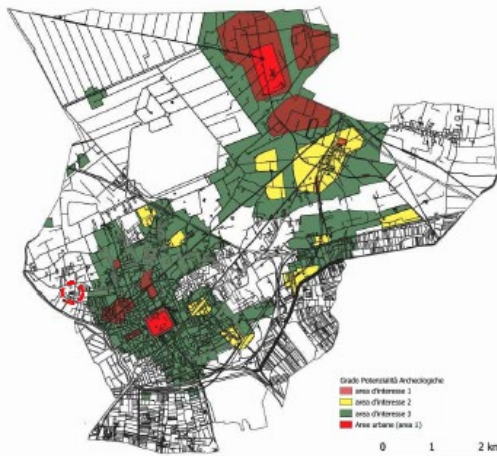 Grado Potenzialità Archeologiche
area d'interesse 1
area d'interesse 2
area d'interesse 3
Aree urbane (area 1)
0 1 2 km